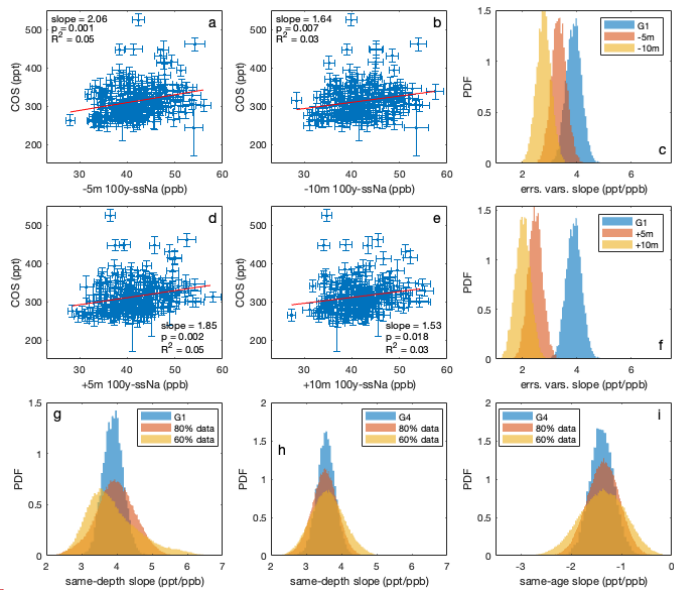 slope = 2.06
p = 0.001
R² = 0.05
a
COS (ppt)
500
400
300
200
30
40
50
60
-5m 100y-ssNa (ppb)
slope = 1.64
p = 0.007
R² = 0.03
b
COS (ppt)
500
400
300
200
30
40
50
60
-10m 100y-ssNa (ppb)
G1
-5m
-10m
c
PDF
1.5
1
0.5
0
2
4
6
errs. vars. slope (ppt/ppb)
d
COS (ppt)
500
400
300
200
slope = 1.85
p = 0.002
R² = 0.05
30
40
50
60
+5m 100y-ssNa (ppb)
e
COS (ppt)
500
400
300
200
slope = 1.53
p = 0.018
R² = 0.03
30
40
50
60
+10m 100y-ssNa (ppb)
G1
+5m
+10m
f
PDF
1.5
1
0.5
0
2
4
6
errs. vars. slope (ppt/ppb)
g
G1
80% data
60% data
PDF
1.5
1
0.5
0
2
3
4
5
6
7
same-depth slope (ppt/ppb)
h
G4
80% data
60% data
PDF
2
1.5
1
0.5
0
2
3
4
5
6
7
same-depth slope (ppt/ppb)
G4
80% data
60% data
i
PDF
2
1.5
1
0.5
0
-3
-2
-1
0
same-age slope (ppt/ppb)